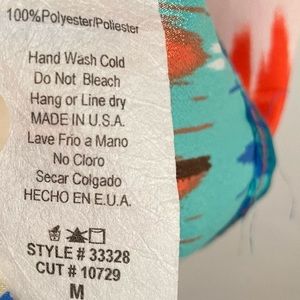 100%Polyester/Poliester
Hand Wash Cold
Do Not Bleach
Hang or Line dry
MADE IN U.S.A.
Lave Frio a Mano
No Cloro
Secar Colgado
HECHO EN E.U.A.
STYLE # 33328
CUT # 10729
M